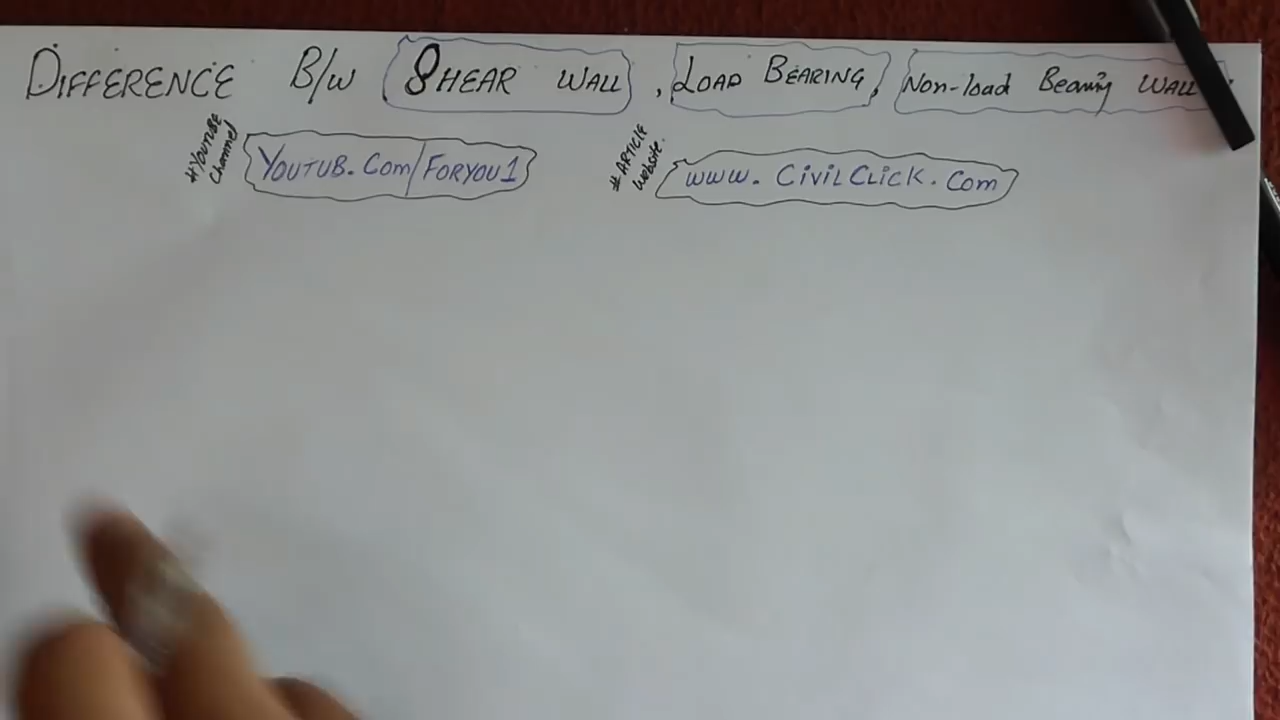 DIFFERENCE B/w SHEAR WALL, LOAD BEARING, Non-load Bearing WALL
#YOUTUBE Channel
YOUTUB.Com/FORYOU1
#ARTICLE Website.
www.CivilClick.Com